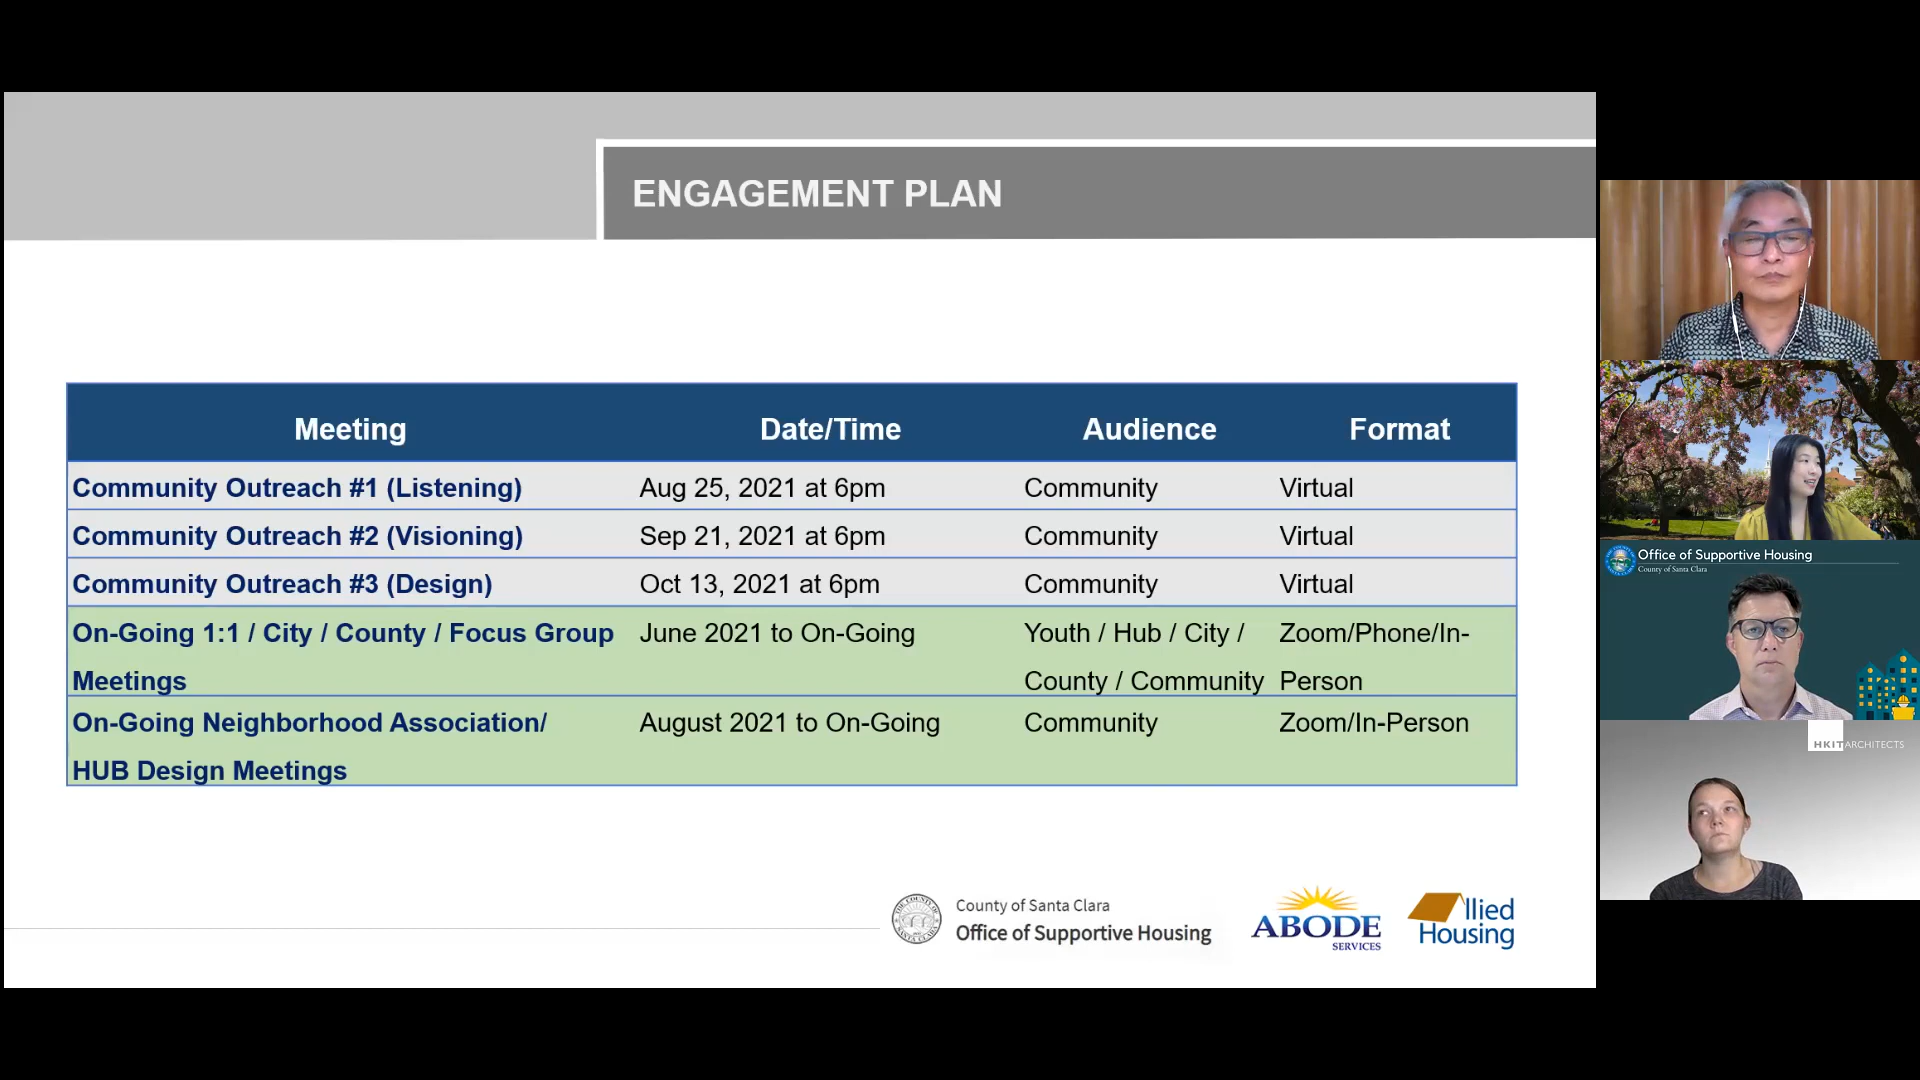 ENGAGEMENT PLAN
Meeting Date/Time Audience Format
Community Outreach #1 (Listening) Aug 25, 2021 at 6pm Community Virtual
Community Outreach #2 (Visioning) Sep 21, 2021 at 6pm Community Virtual
Community Outreach #3 (Design) Oct 13, 2021 at 6pm Community Virtual
On-Going 1:1 / City / County / Focus Group June 2021 to On-Going Youth / Hub / City / Zoom/Phone/In-
Meetings County / Community Person
On-Going Neighborhood Association/ August 2021 to On-Going Community Zoom/In-Person
HUB Design Meetings
County of Santa Clara
Office of Supportive Housing
ABODE
SERVICES
llied
Housing
Office of Supportive Housing
County of Santa Clara
HKIT ARCHITECTS